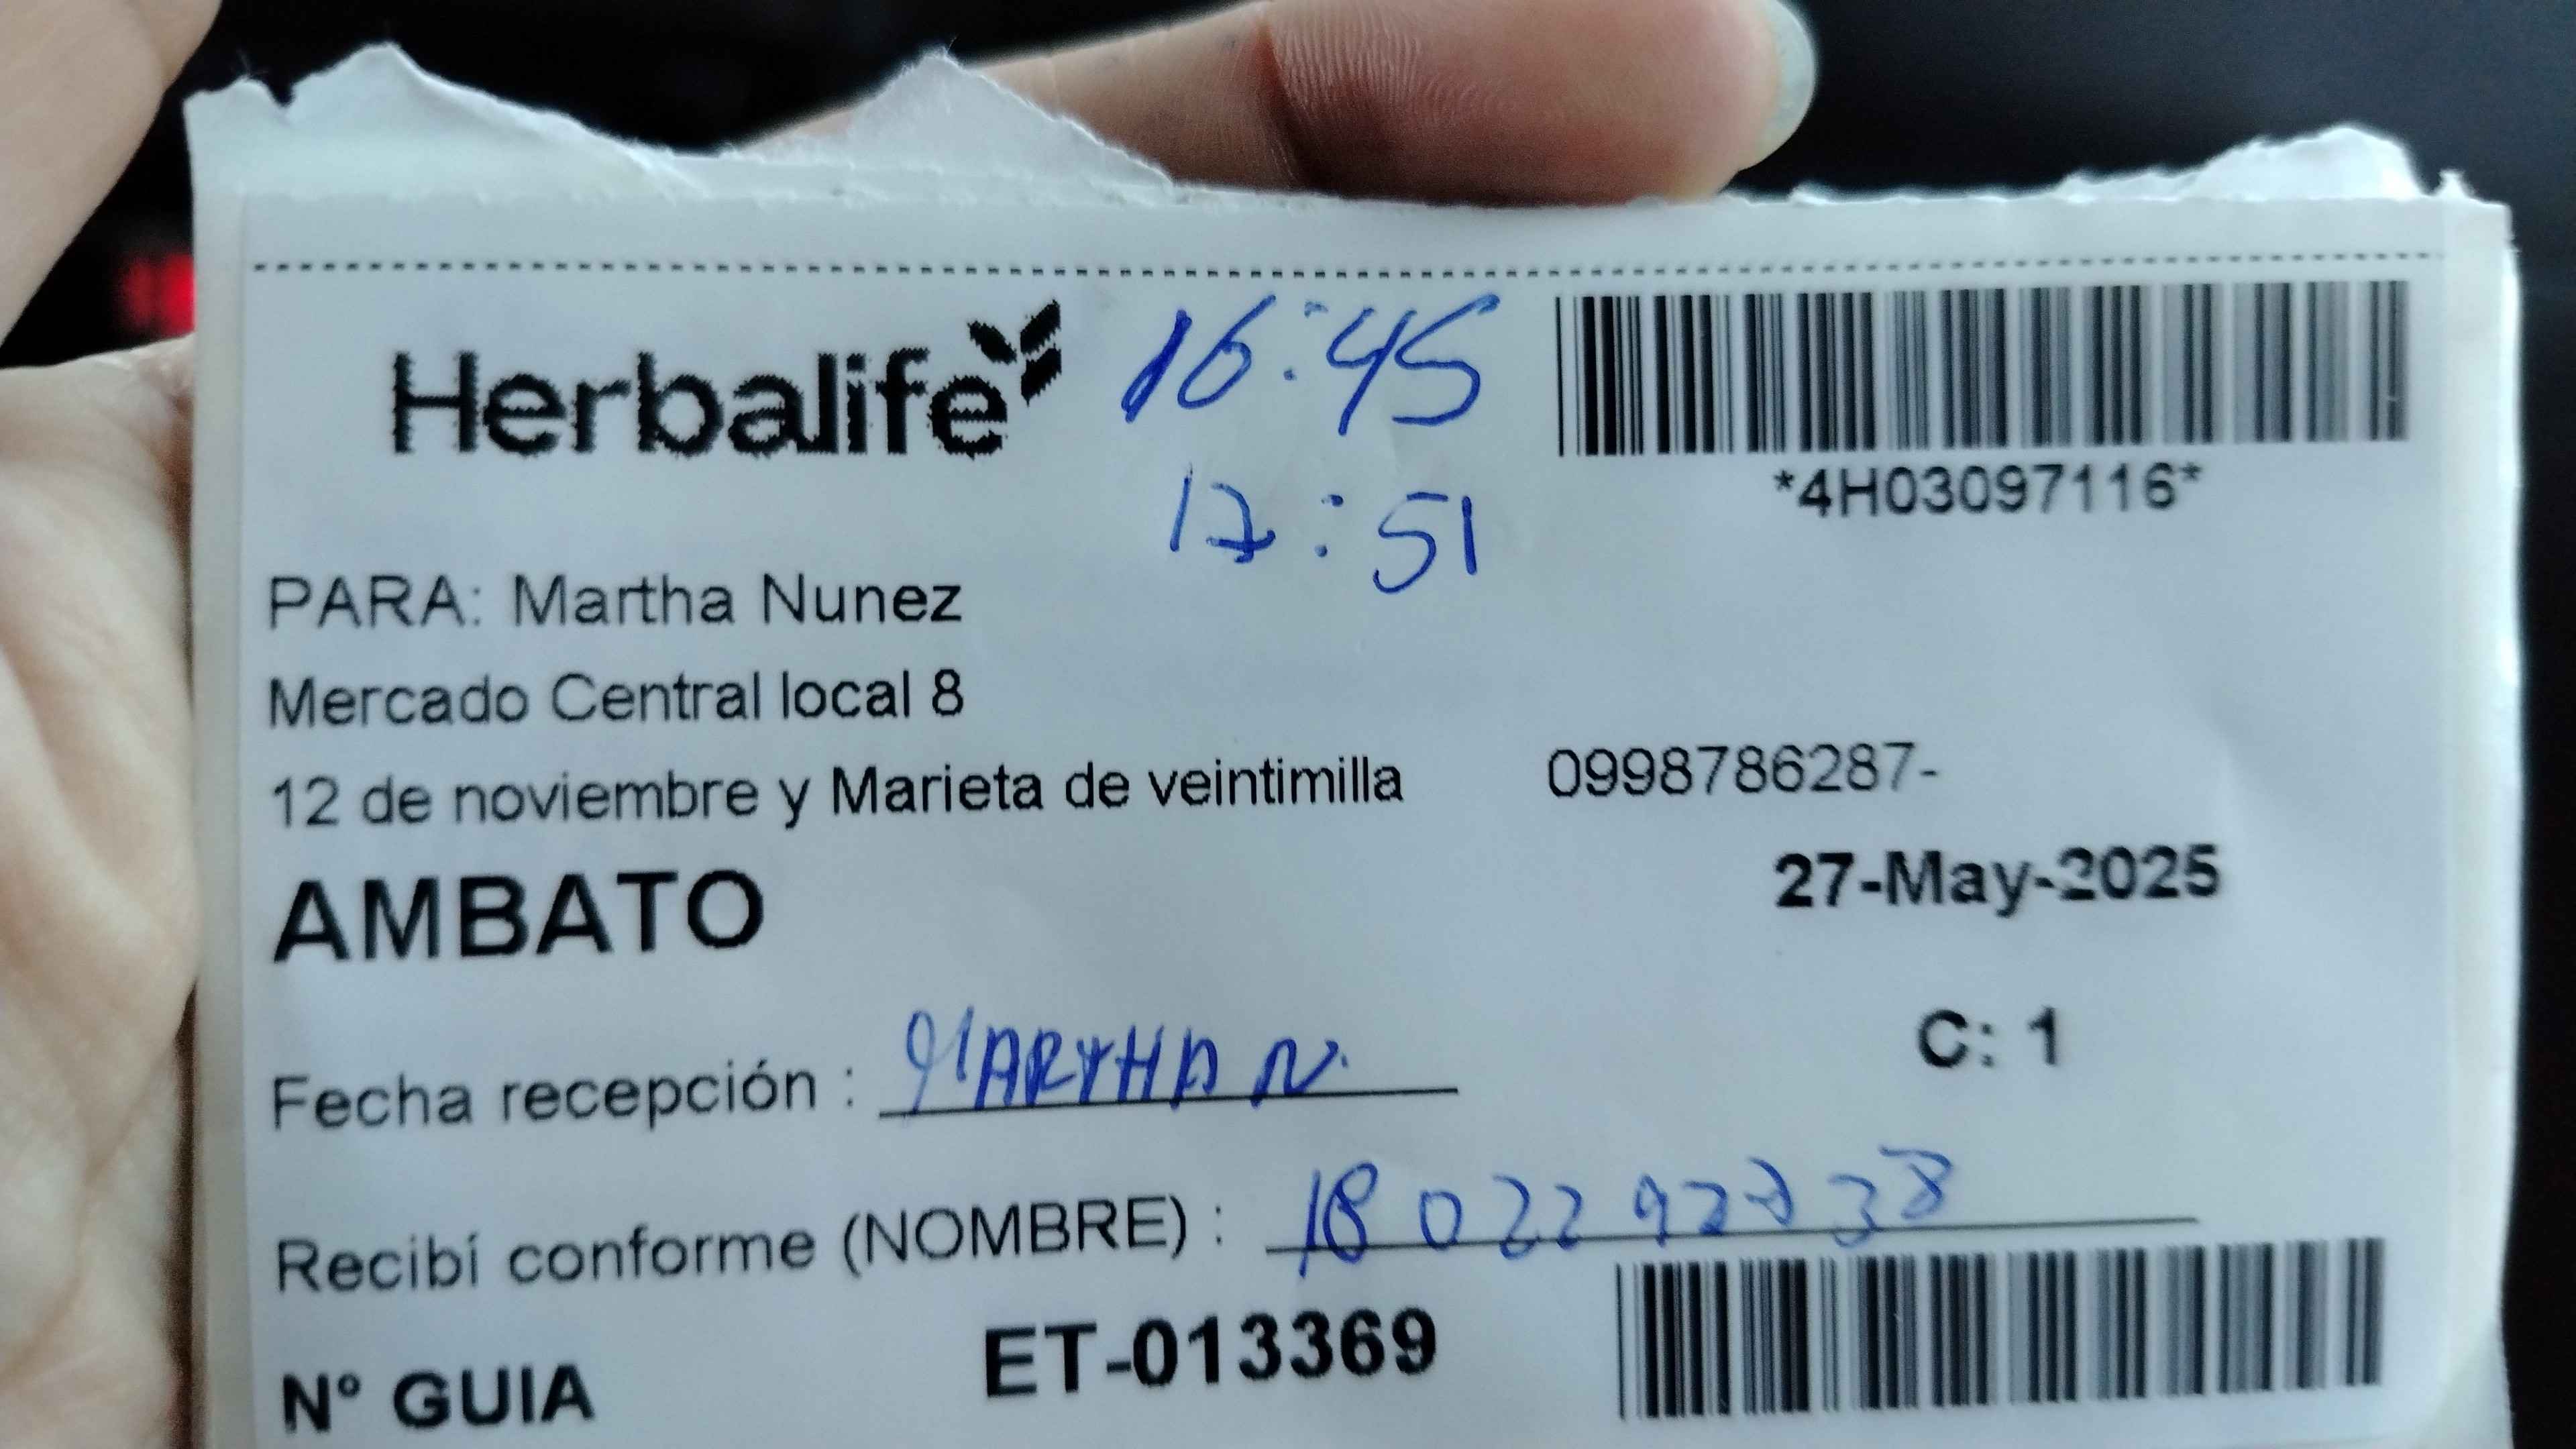 Herbalife
16:45
*4H03097116*
17:51
PARA: Martha Nunez
Mercado Central local 8
12 de noviembre y Marieta de veintimilla 0998786287-
AMBATO
27-May-2025
C: 1
Fecha recepción : MARTHA N.
Recibí conforme (NOMBRE) :
Nº GUIA ET-013369